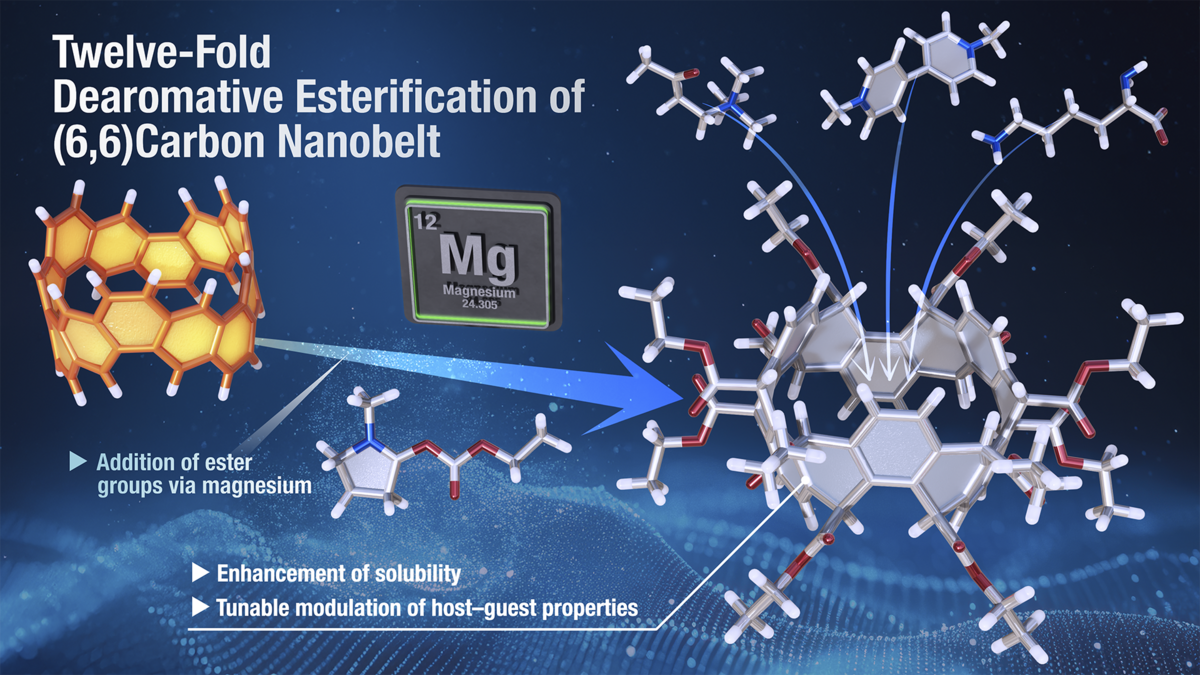 Twelve-Fold
Dearomative Esterification of
(6,6)Carbon Nanobelt
12
Mg
Magnesium
24.305
▶ Addition of ester
groups via magnesium
▶ Enhancement of solubility
▶ Tunable modulation of host–guest properties